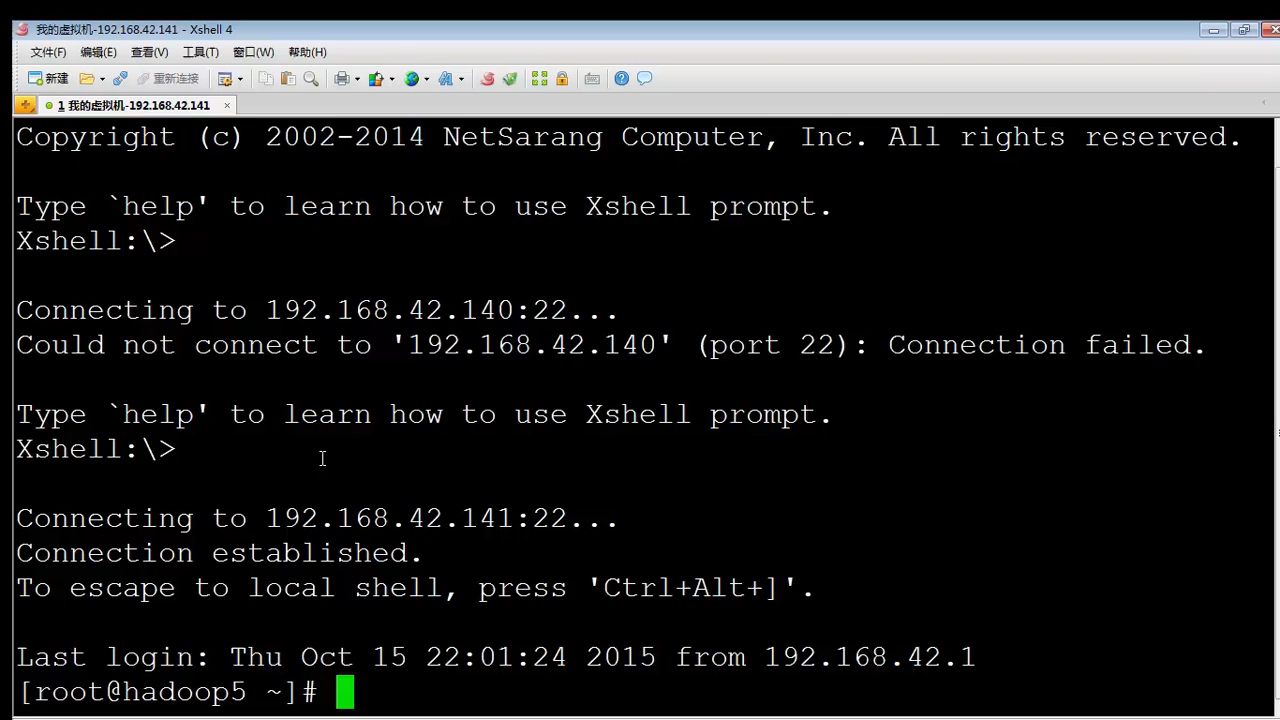 我的虚拟机-192.168.42.141 - Xshell 4
文件(F) 编辑(E) 查看(V) 工具(T) 窗口(W) 帮助(H)
新建 重新连接
1 我的虚拟机-192.168.42.141 ×
Copyright (c) 2002-2014 NetSarang Computer, Inc. All rights reserved.
Type `help' to learn how to use Xshell prompt.
Xshell:\>
Connecting to 192.168.42.140:22...
Could not connect to '192.168.42.140' (port 22): Connection failed.
Type `help' to learn how to use Xshell prompt.
Xshell:\>
Connecting to 192.168.42.141:22...
Connection established.
To escape to local shell, press 'Ctrl+Alt+]'.
Last login: Thu Oct 15 22:01:24 2015 from 192.168.42.1
[root@hadoop5 ~]#